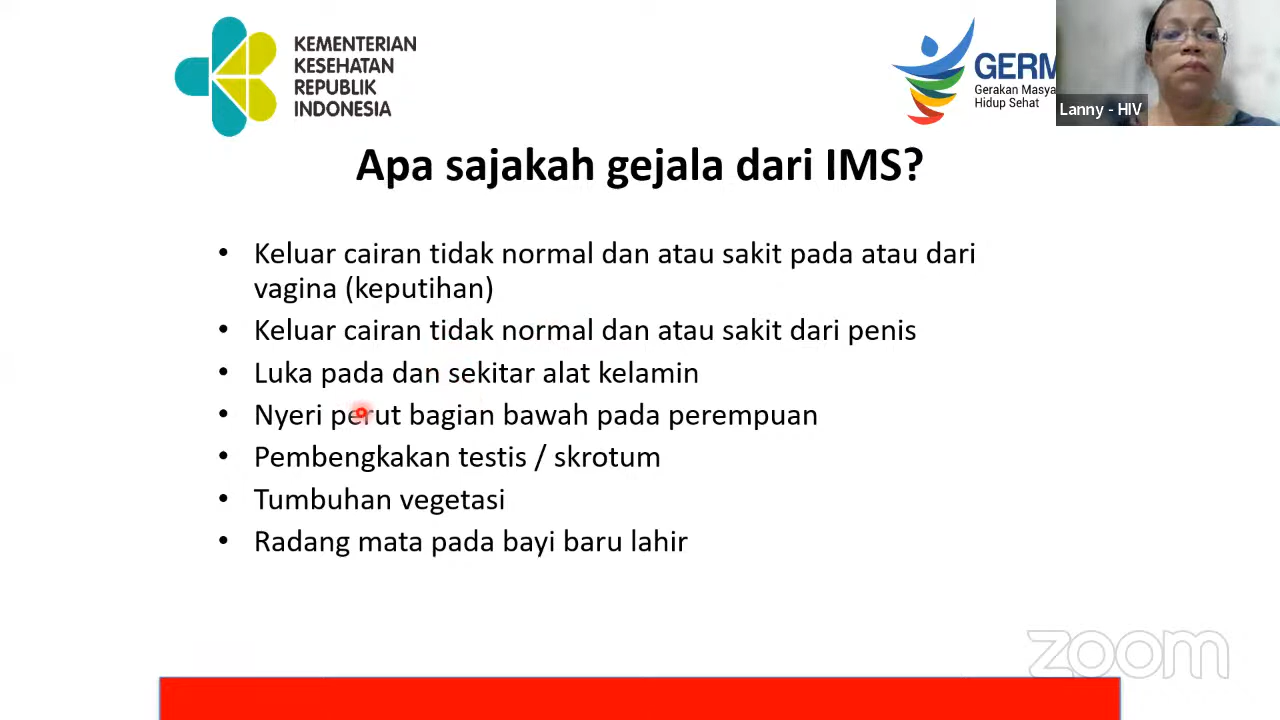 KEMENTERIAN
KESEHATAN
REPUBLIK
INDONESIA
GERM
Gerakan Masya
Hidup Sehat
Lanny - HIV
Apa sajakah gejala dari IMS?
• Keluar cairan tidak normal dan atau sakit pada atau dari
vagina (keputihan)
• Keluar cairan tidak normal dan atau sakit dari penis
• Luka pada dan sekitar alat kelamin
• Nyeri perut bagian bawah pada perempuan
• Pembengkakan testis / skrotum
• Tumbuhan vegetasi
• Radang mata pada bayi baru lahir
zoom